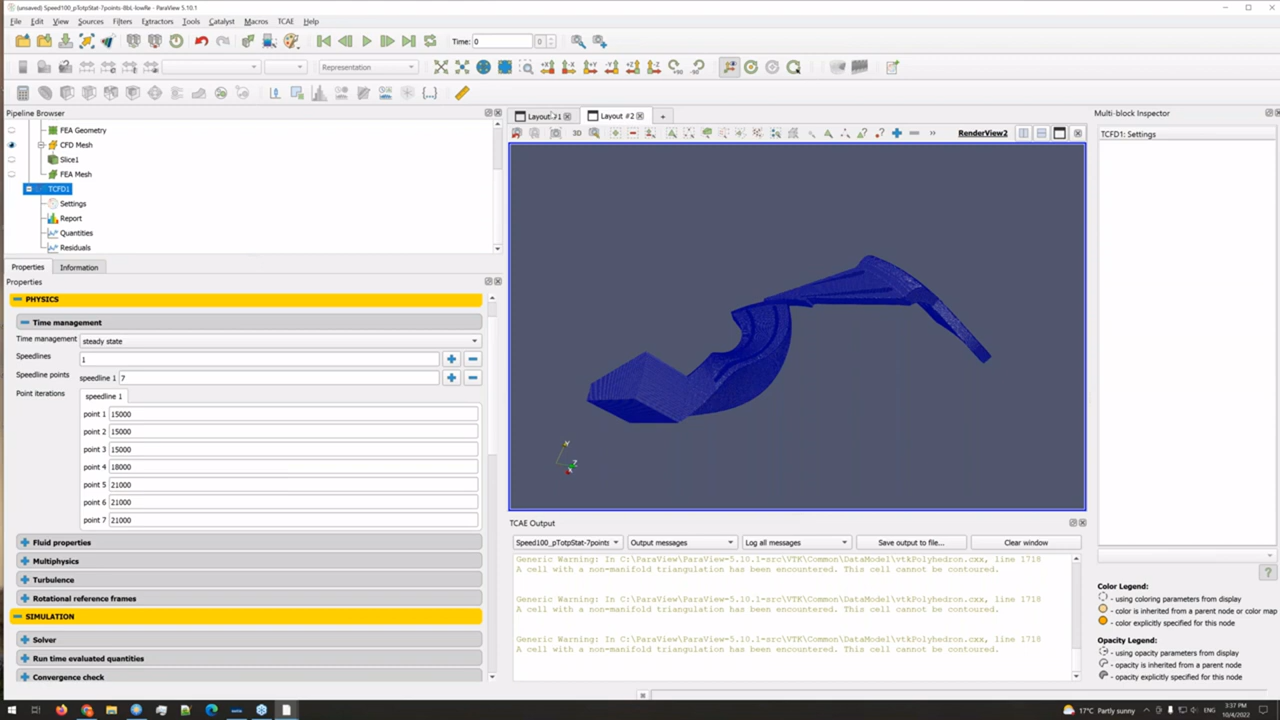 (unsaved) Speed100_pTotpStat-7points-8bL-lowRe - ParaView 5.10.1
File Edit View Sources Filters Extractors Tools Catalyst Macros TCAE Help
Time: 0
0
Representation
Pipeline Browser
FEA Geometry
CFD Mesh
Slice1
FEA Mesh
TCFD1
Settings
Report
Quantities
Residuals
Properties Information
Properties
PHYSICS
Time management
Time management steady state
Speedlines 1
Speedline points speedline 1 7
Point iterations speedline 1
point 1 15000
point 2 15000
point 3 15000
point 4 18000
point 5 21000
point 6 21000
point 7 21000
Fluid properties
Multiphysics
Turbulence
Rotational reference frames
SIMULATION
Solver
Run time evaluated quantities
Convergence check
Layout #2
3D
RenderView2
Y
Z
TCAE Output
Speed100_pTotpStat-7points- Output messages Log all messages Save output to file... Clear window
Generic Warning: In C:\ParaView\ParaView-5.10.1-src\VTK\Common\DataModel\vtkPolyhedron.cxx, line 1718
A cell with a non-manifold triangulation has been encountered. This cell cannot be contoured.
Generic Warning: In C:\ParaView\ParaView-5.10.1-src\VTK\Common\DataModel\vtkPolyhedron.cxx, line 1718
A cell with a non-manifold triangulation has been encountered. This cell cannot be contoured.
Generic Warning: In C:\ParaView\ParaView-5.10.1-src\VTK\Common\DataModel\vtkPolyhedron.cxx, line 1718
A cell with a non-manifold triangulation has been encountered. This cell cannot be contoured.
Multi-block Inspector
TCFD1: Settings
Color Legend:
- using coloring parameters from display
- color is inherited from a parent node or color map
- color explicitly specified for this node
Opacity Legend:
- using opacity parameters from display
- opacity is inherited from a parent node
- opacity explicitly specified for this node
17°C Partly sunny
ENG
3:37 PM
10/4/2022